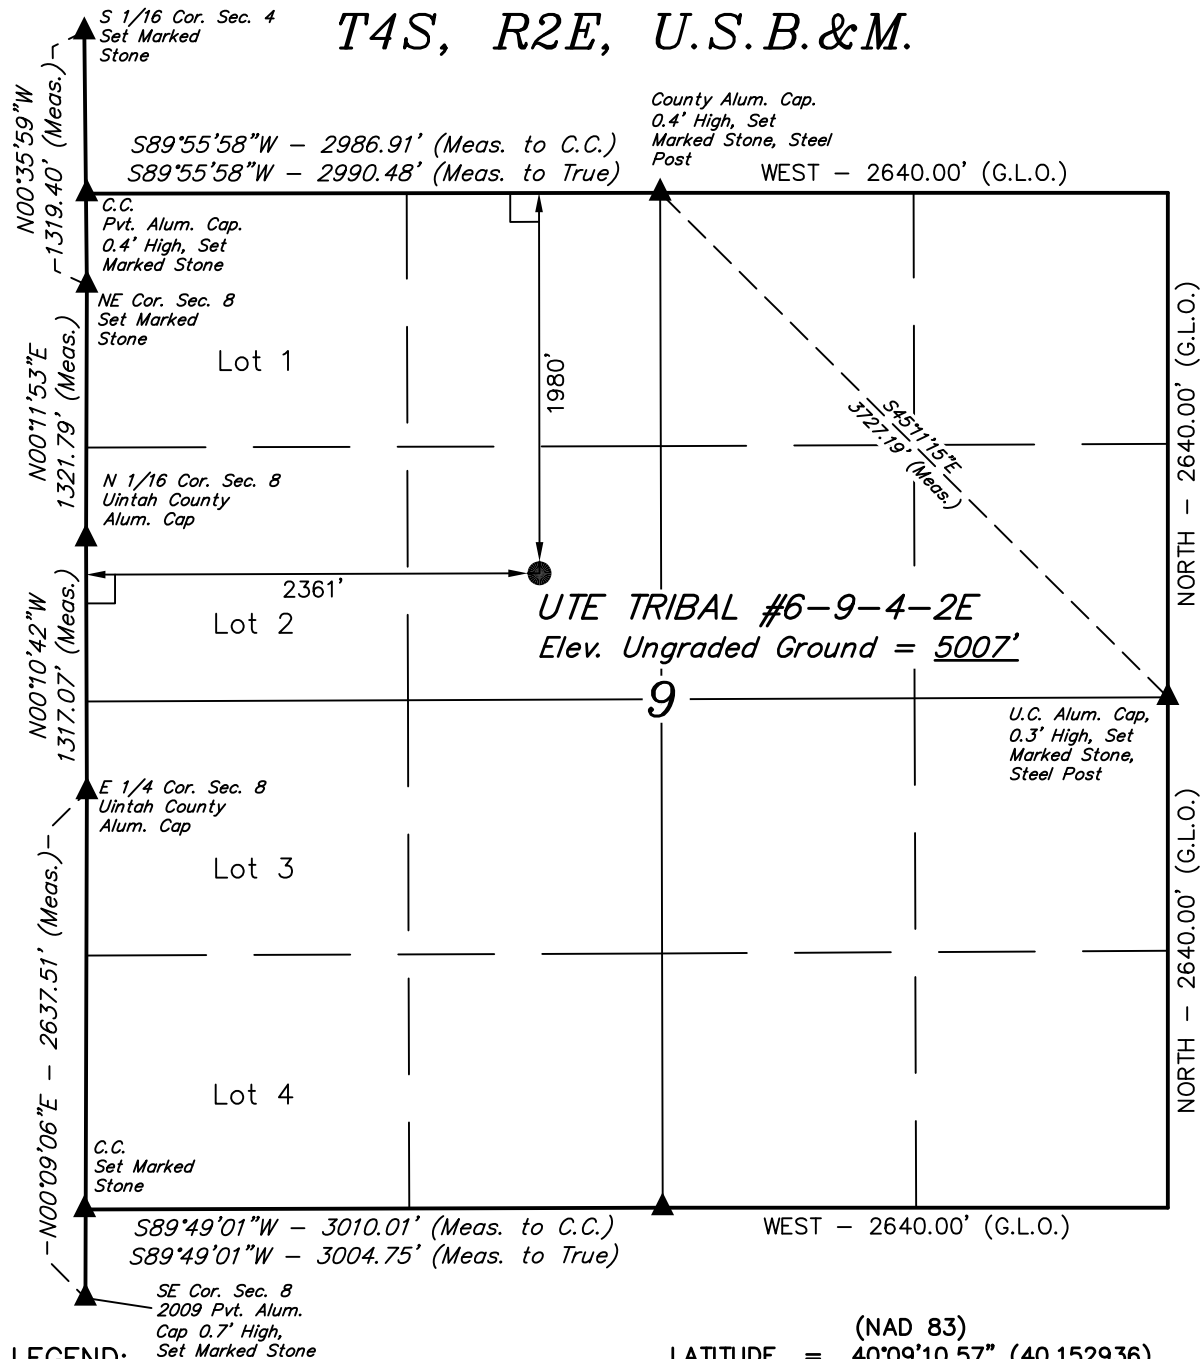 T4S, R2E, U.S.B.&M.
S 1/16 Cor. Sec. 4
Set Marked
Stone
N00°35'59"W
1319.40' (Meas.)
S89°55'58"W – 2986.91' (Meas. to C.C.)
S89°55'58"W – 2990.48' (Meas. to True)
County Alum. Cap.
0.4' High, Set
Marked Stone, Steel
Post
WEST – 2640.00' (G.L.O.)
C.C.
Pvt. Alum. Cap.
0.4' High, Set
Marked Stone
NE Cor. Sec. 8
Set Marked
Stone
Lot 1
1980'
N00°11'53"E
1321.79' (Meas.)
S45°11'15"E
3727.19' (Meas.)
NORTH – 2640.00' (G.L.O.)
N 1/16 Cor. Sec. 8
Uintah County
Alum. Cap
2361'
Lot 2
UTE TRIBAL #6-9-4-2E
Elev. Ungraded Ground = 5007'
N00°10'42"W
1317.07' (Meas.)
9
U.C. Alum. Cap,
0.3' High, Set
Marked Stone,
Steel Post
E 1/4 Cor. Sec. 8
Uintah County
Alum. Cap
Lot 3
N00°09'06"E – 2637.51' (Meas.)
NORTH – 2640.00' (G.L.O.)
Lot 4
C.C.
Set Marked
Stone
S89°49'01"W – 3010.01' (Meas. to C.C.)
S89°49'01"W – 3004.75' (Meas. to True)
WEST – 2640.00' (G.L.O.)
SE Cor. Sec. 8
2009 Pvt. Alum.
Cap 0.7' High,
Set Marked Stone
(NAD 83)
LEGEND:
LATITUDE = 40°09'10.57" (40.152936)